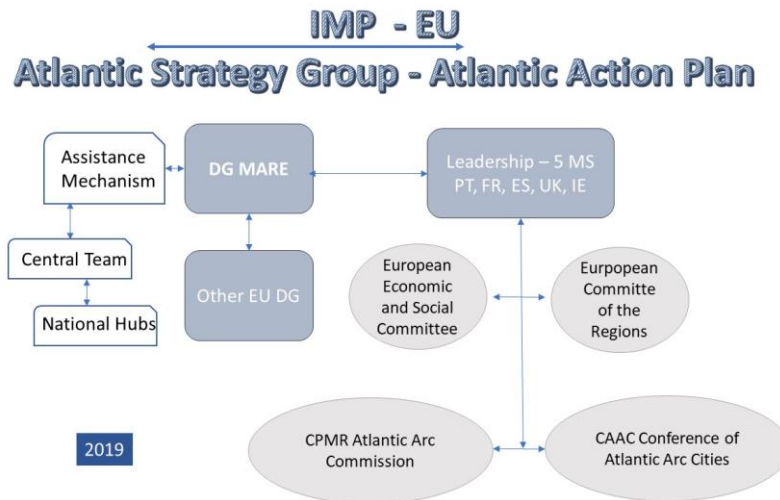 IMP - EU
Atlantic Strategy Group - Atlantic Action Plan
Assistance
Mechanism
DG MARE
Leadership – 5 MS
PT, FR, ES, UK, IE
Central Team
National Hubs
Other EU DG
European
Economic
and Social
Committee
Eurpopean
Committe
of the
Regions
2019
CPMR Atlantic Arc
Commission
CAAC Conference of
Atlantic Arc Cities